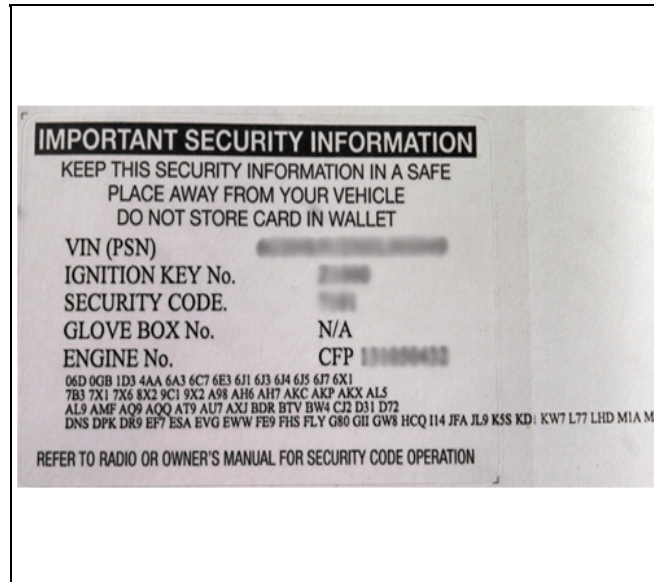 IMPORTANT SECURITY INFORMATION
KEEP THIS SECURITY INFORMATION IN A SAFE
PLACE AWAY FROM YOUR VEHICLE
DO NOT STORE CARD IN WALLET
VIN (PSN)
IGNITION KEY No.
SECURITY CODE.
GLOVE BOX No. N/A
ENGINE No. CFP
06D 0GB 1D3 4AA 6A3 6C7 6E3 6J1 6J3 6J4 6J5 6J7 6X1
7B3 7X1 7X6 8X2 9C1 9X2 A98 AH6 AH7 AKC AKP AKX AL5
AL9 AMF AQ9 AQQ AT9 AU7 AXJ BDR BTV BW4 CJ2 D31 D72
DNS DPK DR9 EF7 ESA EVG EWW FE9 FHS FLY G80 GII GW8 HCQ I14 JFA JL9 K5S KD1 KW7 L77 LHD M1A M
REFER TO RADIO OR OWNER'S MANUAL FOR SECURITY CODE OPERATION